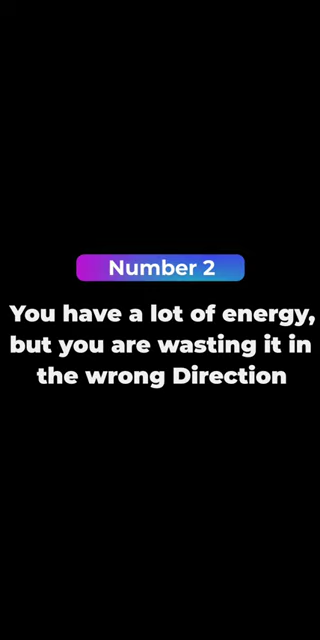 Number 2
You have a lot of energy,
but you are wasting it in
the wrong Direction